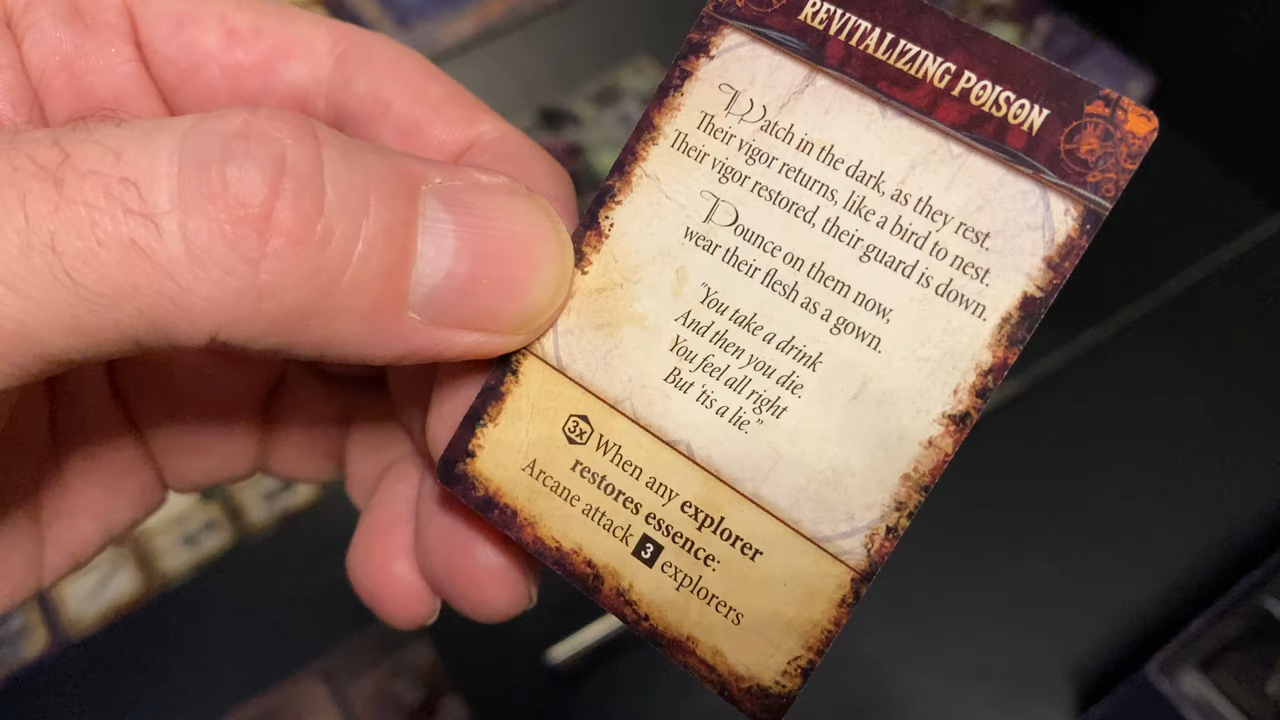 REVITALIZING POISON
Watch in the dark, as they rest.
Their vigor returns, like a bird to nest.
Their vigor restored, their guard is down.
Pounce on them now,
wear their flesh as a gown.
"You take a drink
And then you die.
You feel all right
But 'tis a lie."
3x When any explorer
restores essence:
Arcane attack 3 explorers